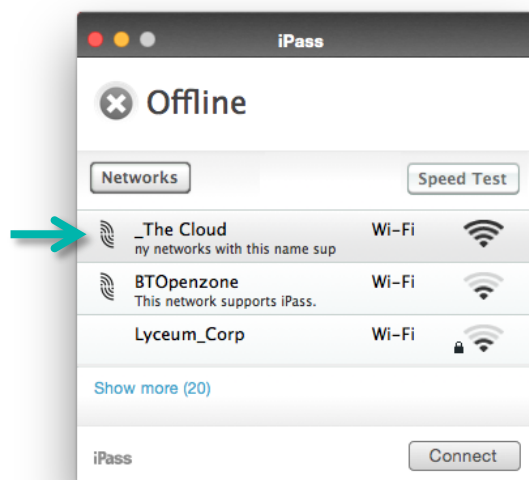 iPass
Offline
Networks
Speed Test
_The Cloud Wi-Fi
ny networks with this name sup
BTOpenzone Wi-Fi
This network supports iPass.
Lyceum_Corp Wi-Fi
Show more (20)
iPass
Connect